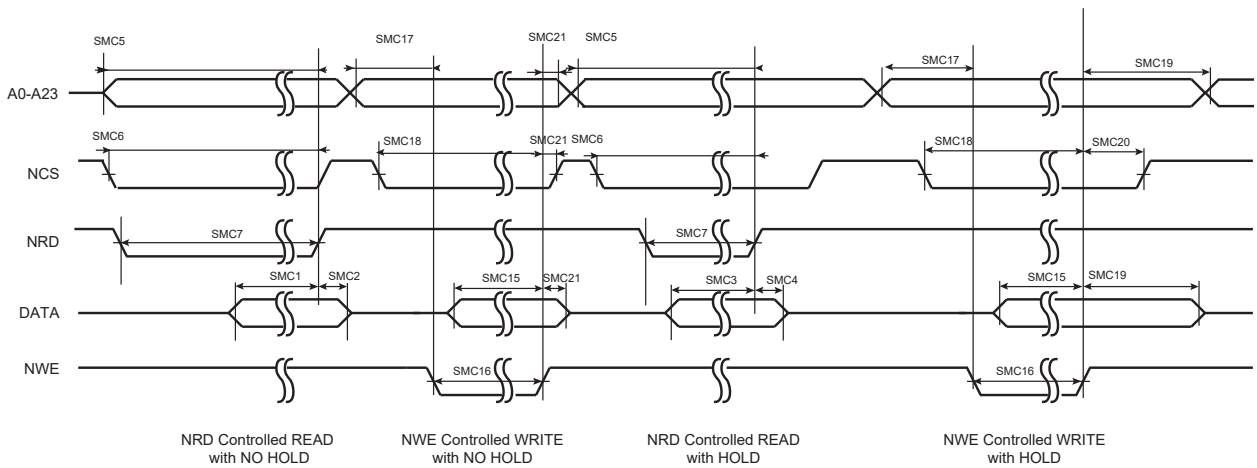 SMC5 SMC17 SMC21 SMC5 SMC17 SMC19
A0-A23
SMC6 SMC18 SMC21 SMC6 SMC18 SMC20
NCS
SMC7 SMC7
NRD
SMC1 SMC2 SMC15 SMC21 SMC3 SMC4 SMC15 SMC19
DATA
NWE
SMC16 SMC16
NRD Controlled READ NWE Controlled WRITE NRD Controlled READ NWE Controlled WRITE
with NO HOLD with NO HOLD with HOLD with HOLD